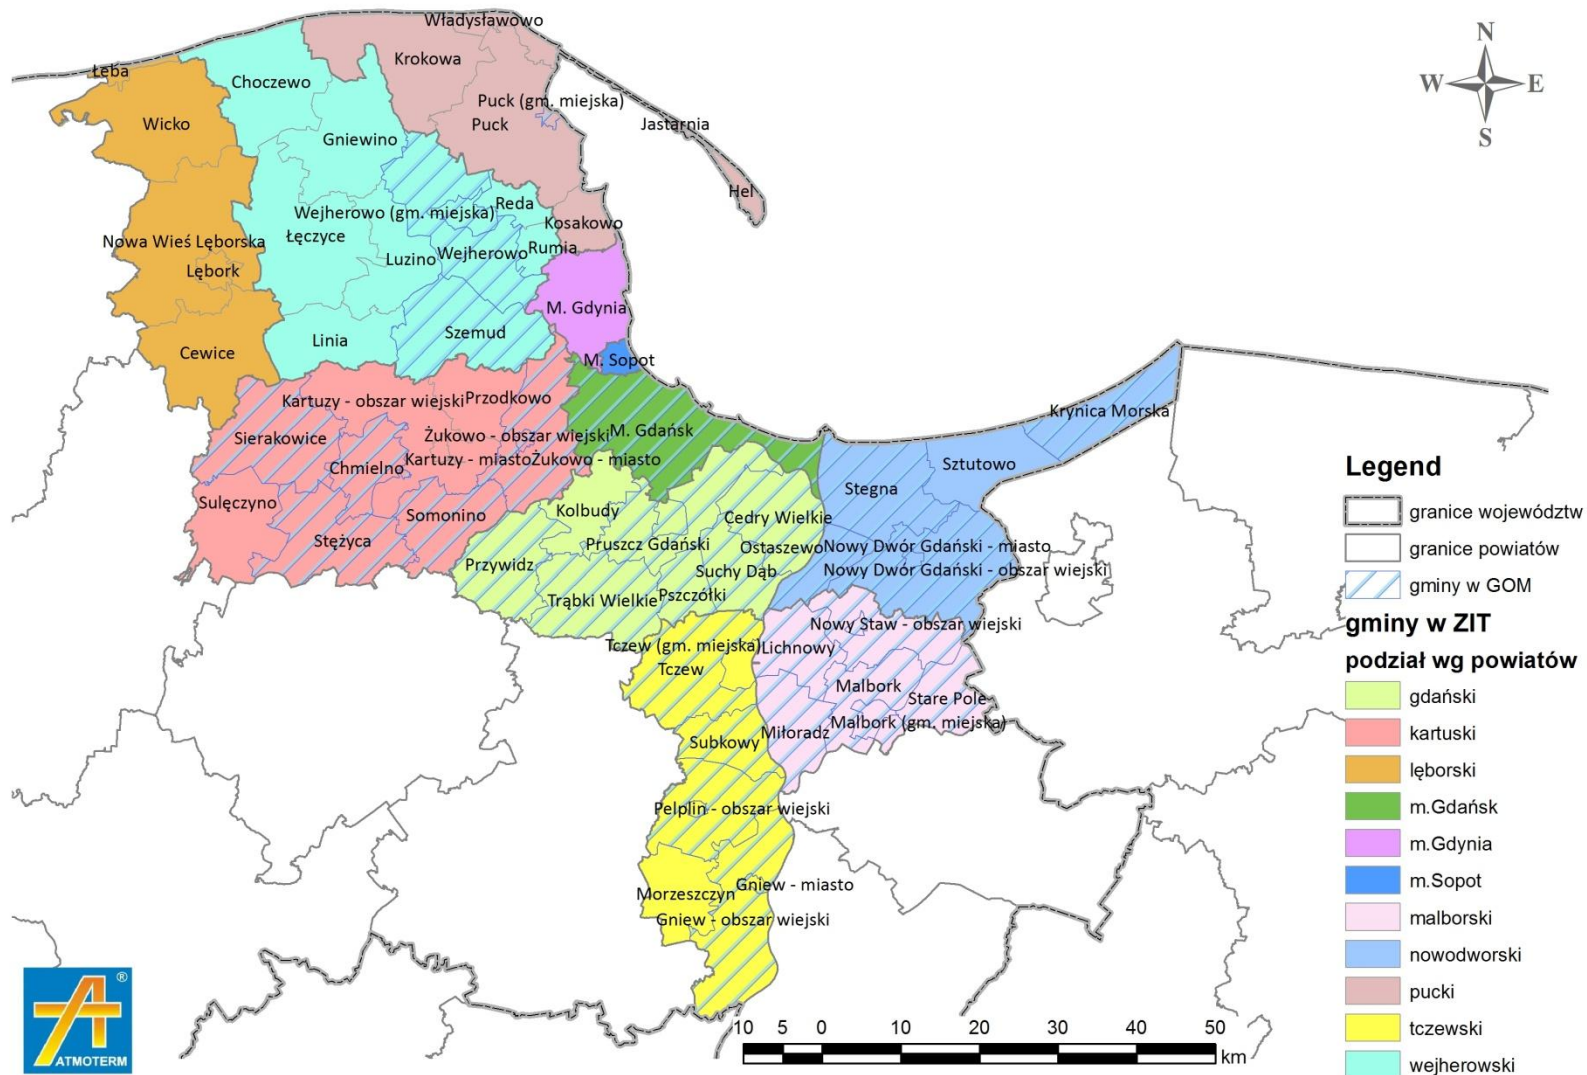 Władysławowo
N
Krokowa
Łeba
Choczewo
W
E
Puck (gm. miejska)
Wicko
Puck
Jastarnia
S
Gniewino
Hel
Reda
Wejherowo (gm. miejska)
Kosakowo
Łęczyce
Nowa Wieś Lęborska
Rumia
Luzino
Wejherowo
Lębork
M. Gdynia
Linia
Szemud
Cewice
M. Sopot
Kartuzy - obszar wiejski
Przodkowo
Krynica Morska
M. Gdańsk
Sierakowice
Żukowo - obszar wiejski
Chmielno
Kartuzy - miasto
Żukowo - miasto
Sztutowo
Stegna
Sulęczyno
Kolbudy
Somonino
Cedry Wielkie
Stężyca
Pruszcz Gdański
Ostaszewo
Nowy Dwór Gdański - miasto
Przywidz
Suchy Dąb
Nowy Dwór Gdański - obszar wiejski
Trąbki Wielkie
Pszczółki
Nowy Staw - obszar wiejski
Tczew (gm. miejska)
Lichnowy
Tczew
Malbork
Stare Pole
Malbork (gm. miejska)
Miłoradz
Subkowy
Pelplin - obszar wiejski
Gniew - miasto
Morzeszczyn
Gniew - obszar wiejski
Legend
granice województw
granice powiatów
gminy w GOM
gminy w ZIT
podział wg powiatów
gdański
kartuski
lęborski
m.Gdańsk
m.Gdynia
m.Sopot
malborski
nowodworski
pucki
tczewski
wejherowski
10 5 0 10 20 30 40 50
km
®
ATMOTERM